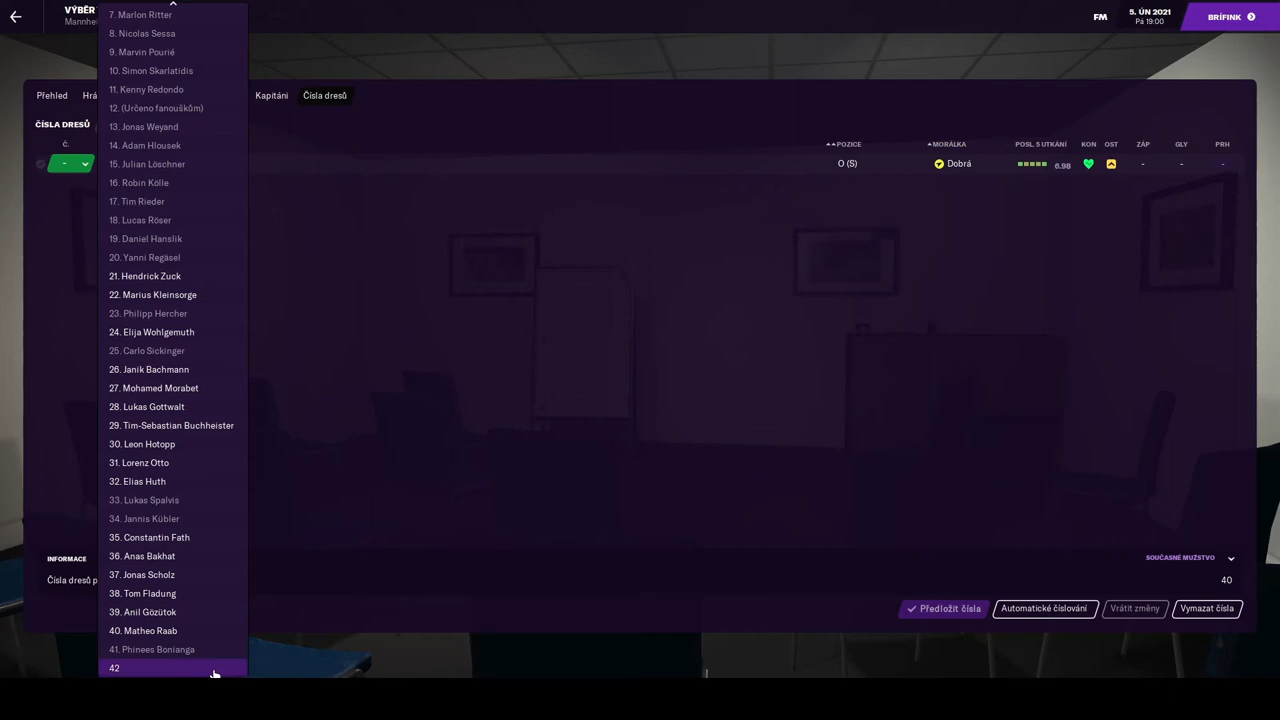 VÝBĚR
Mannhei
FM
5. ÚN 2021
Pá 19:00
BRÍFINK
Přehled
Hrá
Kapitáni
Čísla dresů
ČÍSLA DRESŮ
Č.
POZICE
MORÁLKA
POSL. 5 UTKÁNÍ
KON
OST
ZÁP
GLY
PRH
-
O (S)
Dobrá
6.98
-
-
-
7. Marlon Ritter
8. Nicolas Sessa
9. Marvin Pourié
10. Simon Skarlatidis
11. Kenny Redondo
12. (Určeno fanouškům)
13. Jonas Weyand
14. Adam Hlousek
15. Julian Löschner
16. Robin Kölle
17. Tim Rieder
18. Lucas Röser
19. Daniel Hanslik
20. Yanni Regäsel
21. Hendrick Zuck
22. Marius Kleinsorge
23. Philipp Hercher
24. Elija Wohlgemuth
25. Carlo Sickinger
26. Janik Bachmann
27. Mohamed Morabet
28. Lukas Gottwalt
29. Tim-Sebastian Buchheister
30. Leon Hotopp
31. Lorenz Otto
32. Elias Huth
33. Lukas Spalvis
34. Jannis Kübler
35. Constantin Fath
36. Anas Bakhat
37. Jonas Scholz
38. Tom Fladung
39. Anil Gözütok
40. Matheo Raab
41. Phinees Bonianga
42
INFORMACE
SOUČASNÉ MUŽSTVO
Čísla dresů p
40
Předložit čísla
Automatické číslování
Vrátit změny
Vymazat čísla